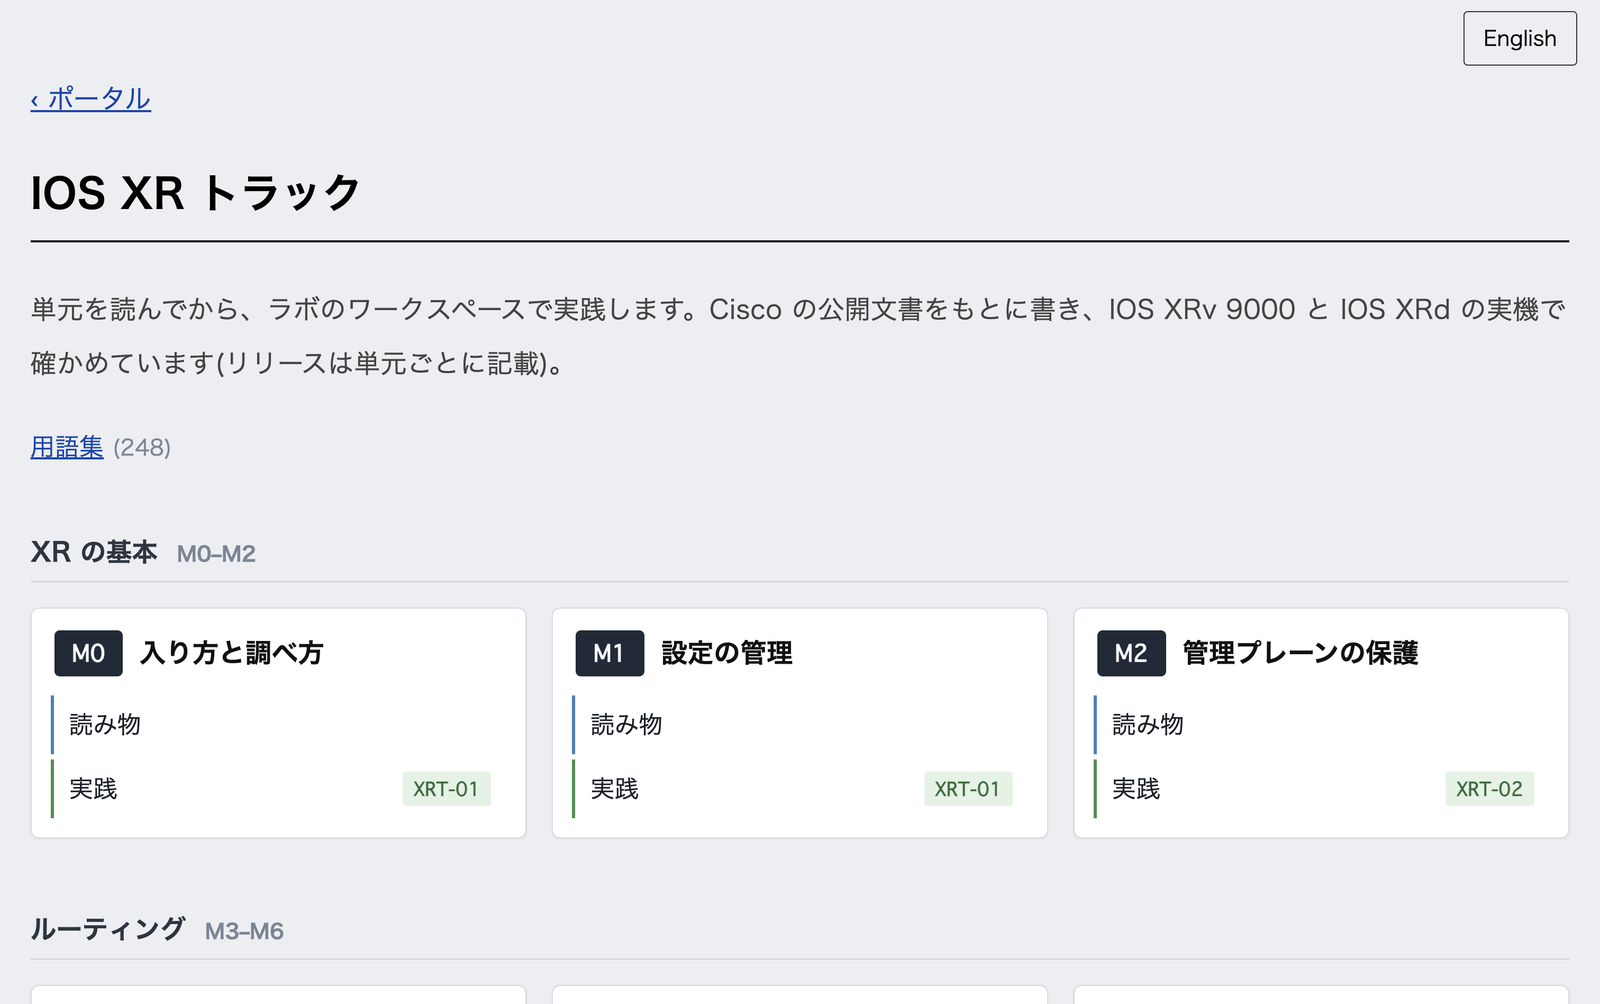 English
‹ ポータル
IOS XR トラック
単元を読んでから、ラボのワークスペースで実践します。Cisco の公開文書をもとに書き、IOS XRv 9000 と IOS XRd の実機で
確かめています(リリースは単元ごとに記載)。
用語集 (248)
XR の基本 M0–M2
M0 入り方と調べ方
読み物
実践 XRT-01
M1 設定の管理
読み物
実践 XRT-01
M2 管理プレーンの保護
読み物
実践 XRT-02
ルーティング M3–M6